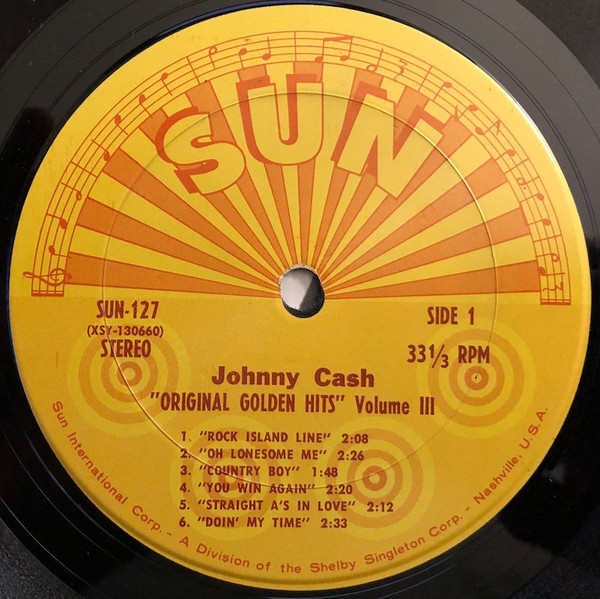 SUN
SUN-127
(XSV-130660)
STEREO
SIDE 1
33 1/3 RPM
Johnny Cash
"ORIGINAL GOLDEN HITS" Volume III
1. "ROCK ISLAND LINE" 2:08
2. "OH LONESOME ME" 2:26
3. "COUNTRY BOY" 1:48
4. "YOU WIN AGAIN" 2:20
5. "STRAIGHT A'S IN LOVE" 2:12
6. "DOIN' MY TIME" 2:33
Sun International Corp. - A Division of the Shelby Singleton Corp. - Nashville, U.S.A.